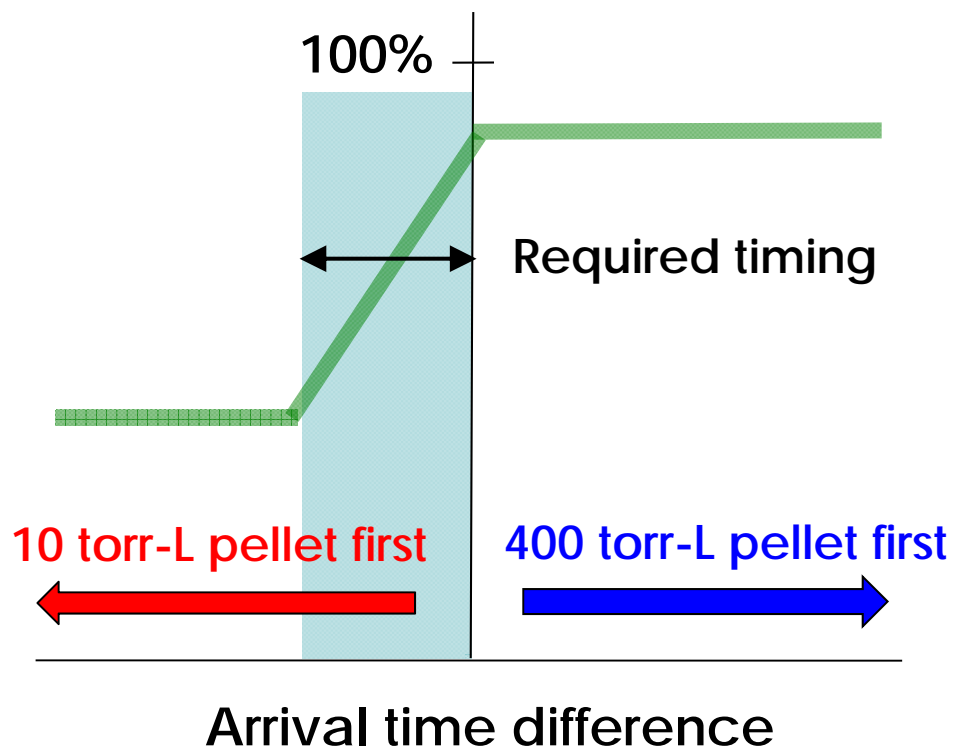 100%
Required timing
10 torr-L pellet first
400 torr-L pellet first
Arrival time difference